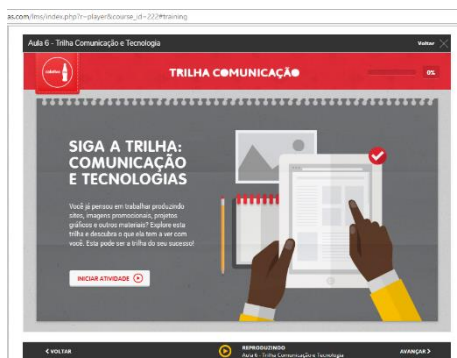 as.com/lms/index.php?r=player&course_id=222#training
Aula 6 - Trilha Comunicação e Tecnologia
Voltar
coletivo
TRILHA COMUNICAÇÃO
0%
SIGA A TRILHA:
COMUNICAÇÃO
E TECNOLOGIAS
Você já pensou em trabalhar produzindo
sites, imagens promocionais, projetos
gráficos e outros materiais? Explore esta
trilha e descubra o que ela tem a ver com
você. Esta pode ser a trilha do seu sucesso!
INICIAR ATIVIDADE
< VOLTAR
REPRODUZINDO
Aula 6 - Trilha Comunicação e Tecnologia
AVANÇAR >